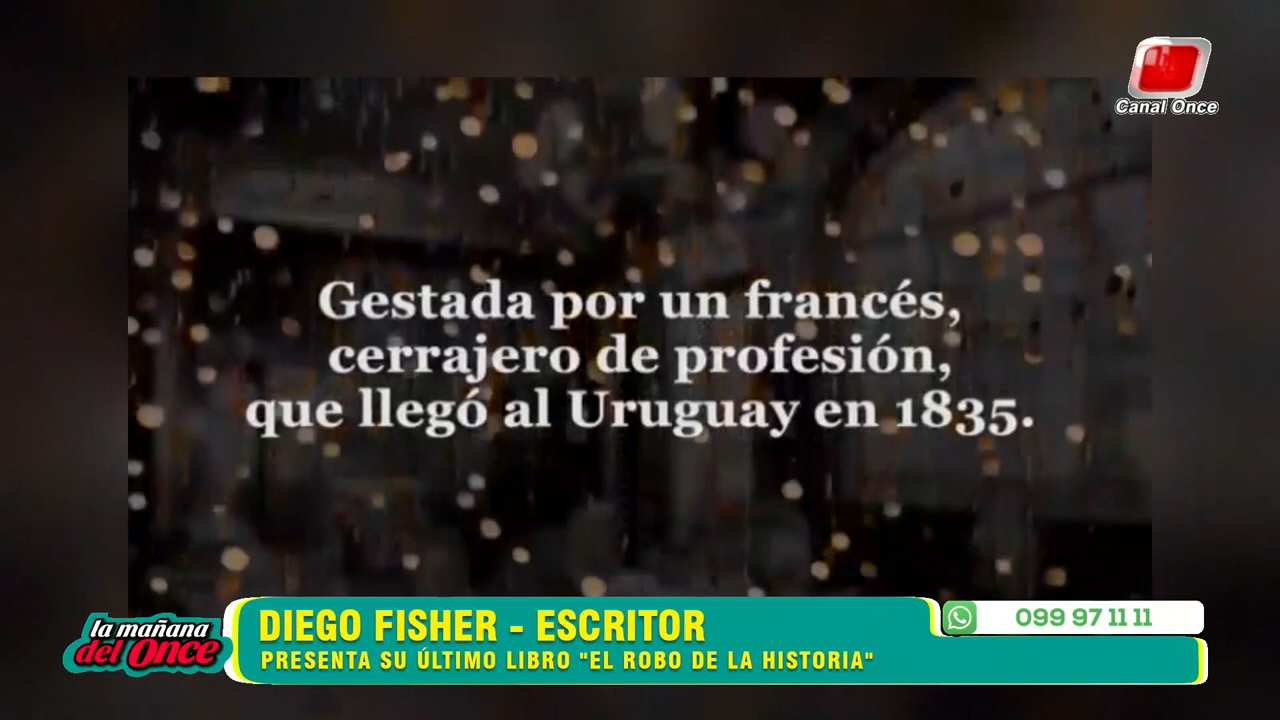 Canal Once
Gestada por un francés,
cerrajero de profesión,
que llegó al Uruguay en 1835.
la mañana
del Once
DIEGO FISHER - ESCRITOR
099 97 11 11
PRESENTA SU ÚLTIMO LIBRO "EL ROBO DE LA HISTORIA"